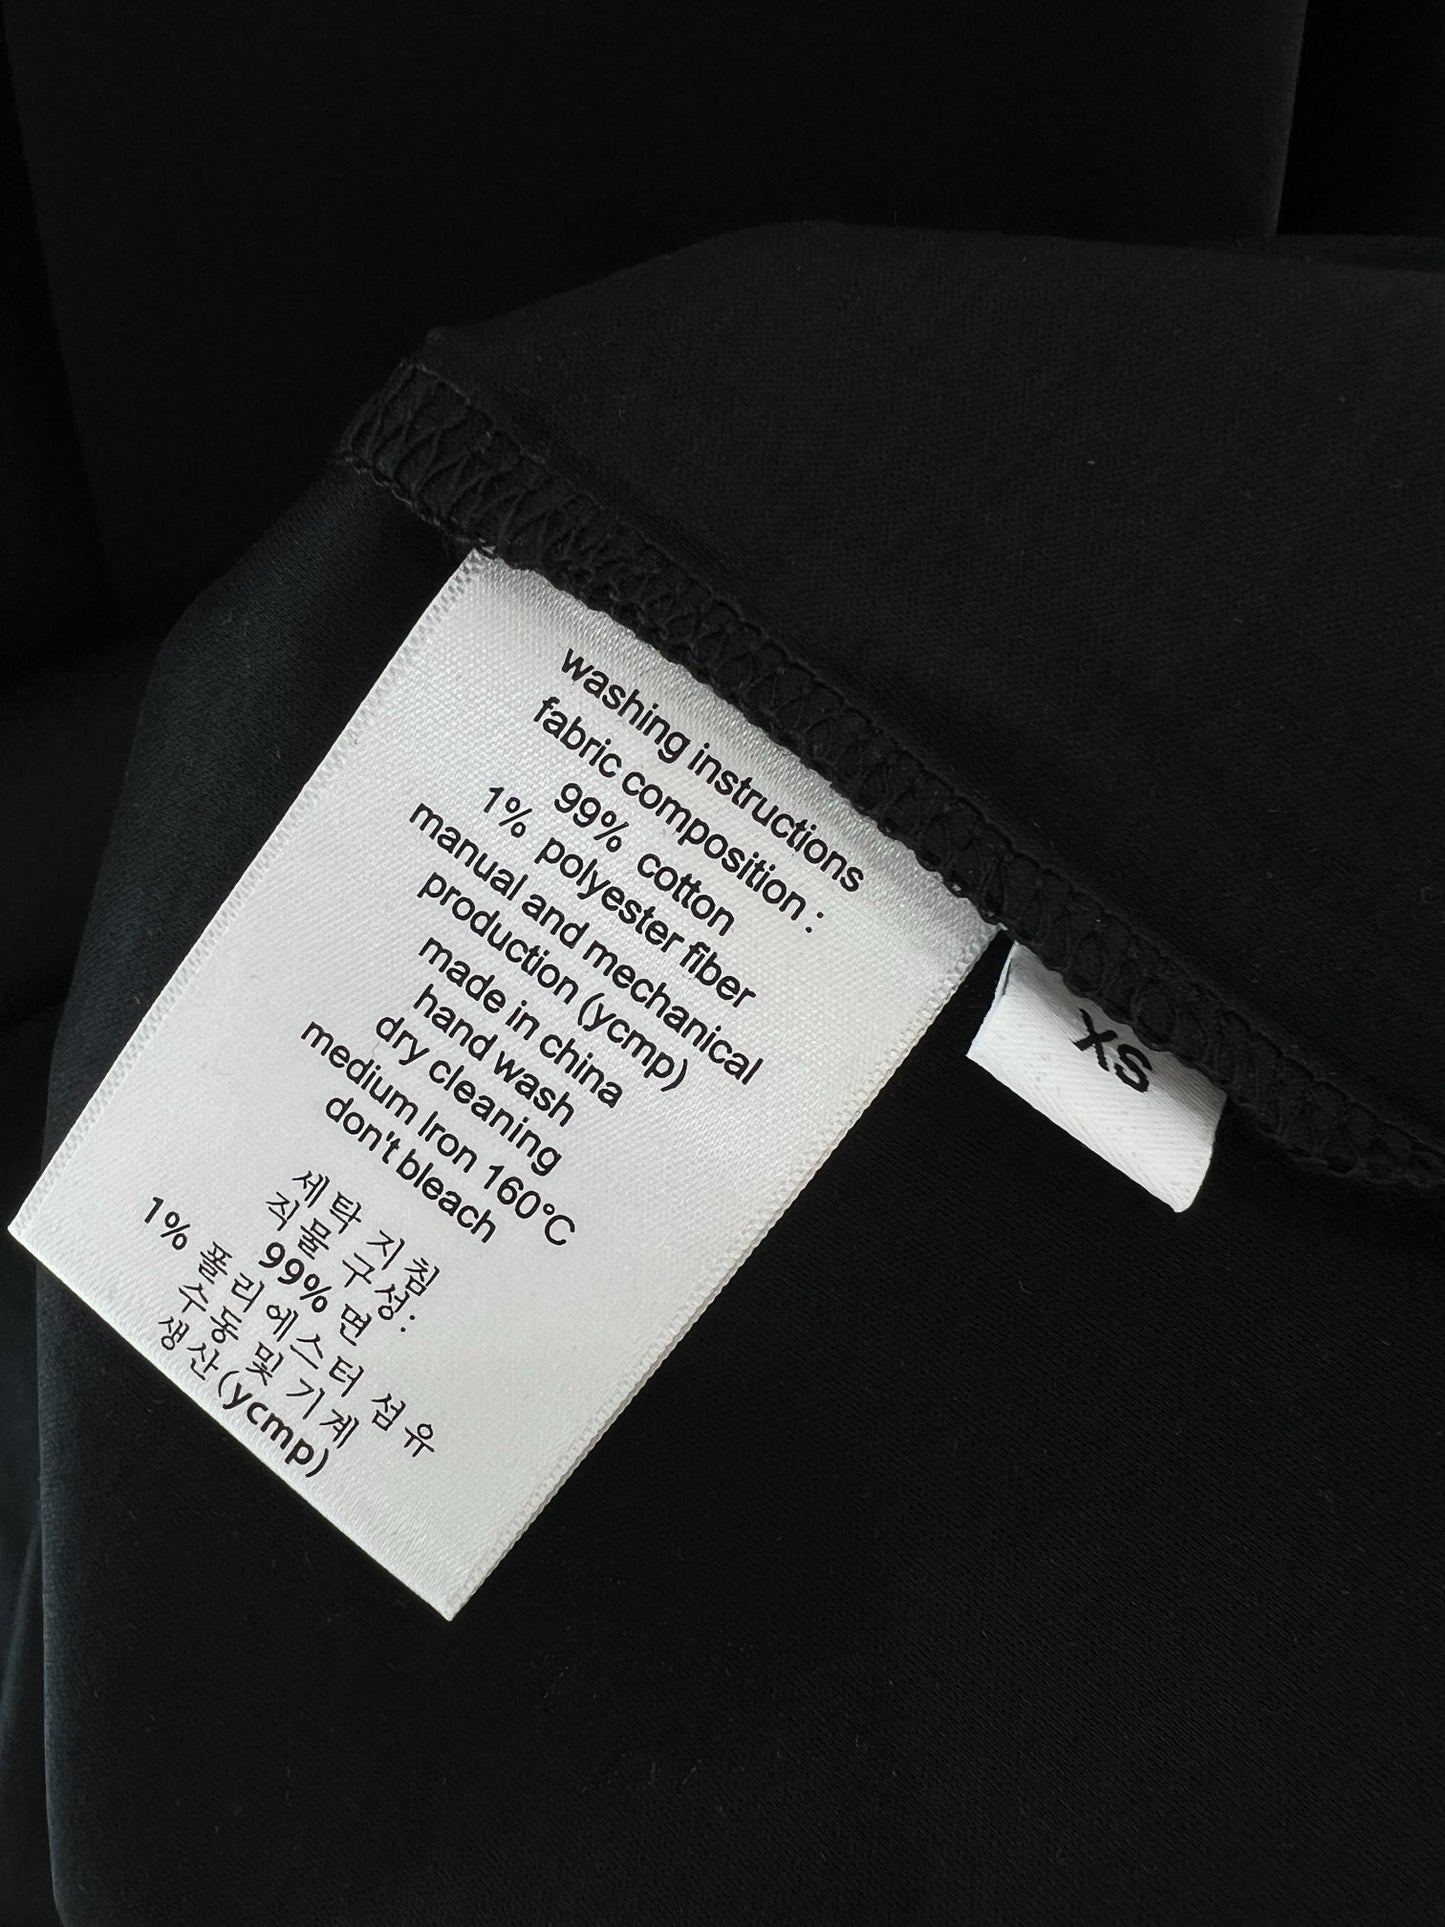 washing instructions
fabric composition :
99% cotton
1% polyester fiber
manual and mechanical
production (ycmp)
made in china
hand wash
dry cleaning
medium Iron 160°C
don't bleach
세탁 지침
직물 구성:
99% 면
1% 폴리에스터 섬유
수동 및 기계
생산(ycmp)
XS